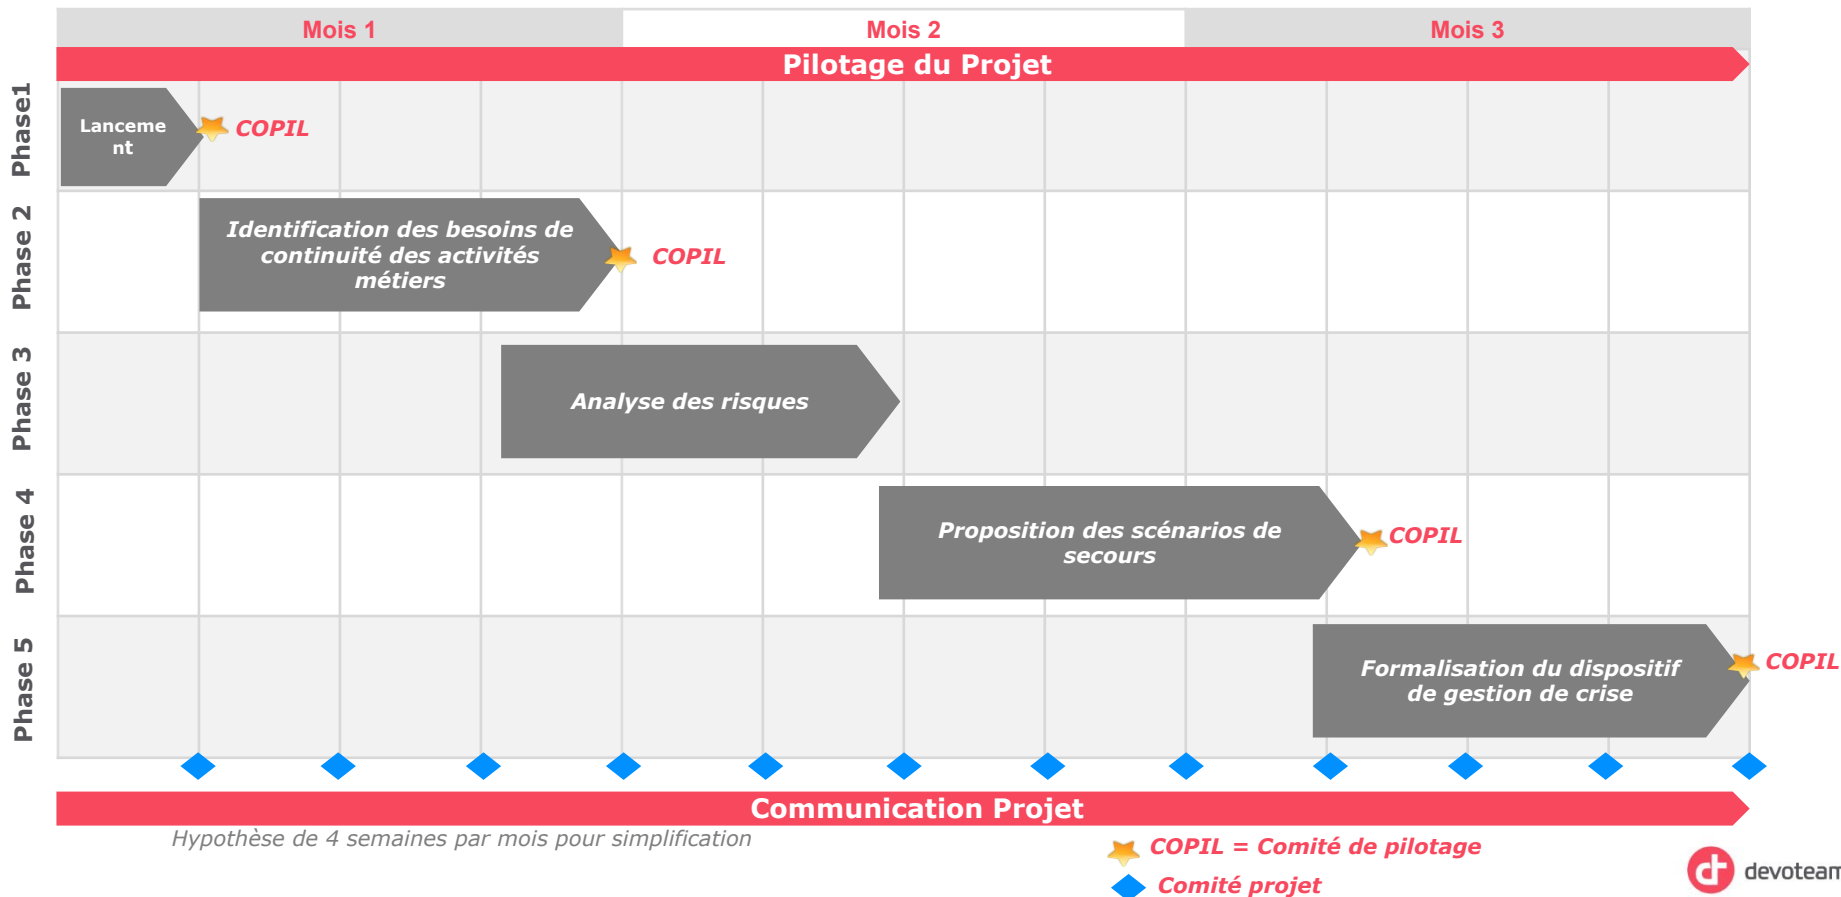 Mois 1
Mois 2
Mois 3
Pilotage du Projet
Phase1
Lanceme
nt
COPIL
Phase 2
Identification des besoins de
continuité des activités
métiers
COPIL
Phase 3
Analyse des risques
Phase 4
Proposition des scénarios de
secours
COPIL
Phase 5
Formalisation du dispositif
de gestion de crise
COPIL
Communication Projet
Hypothèse de 4 semaines par mois pour simplification
COPIL = Comité de pilotage
Comité projet
devoteam